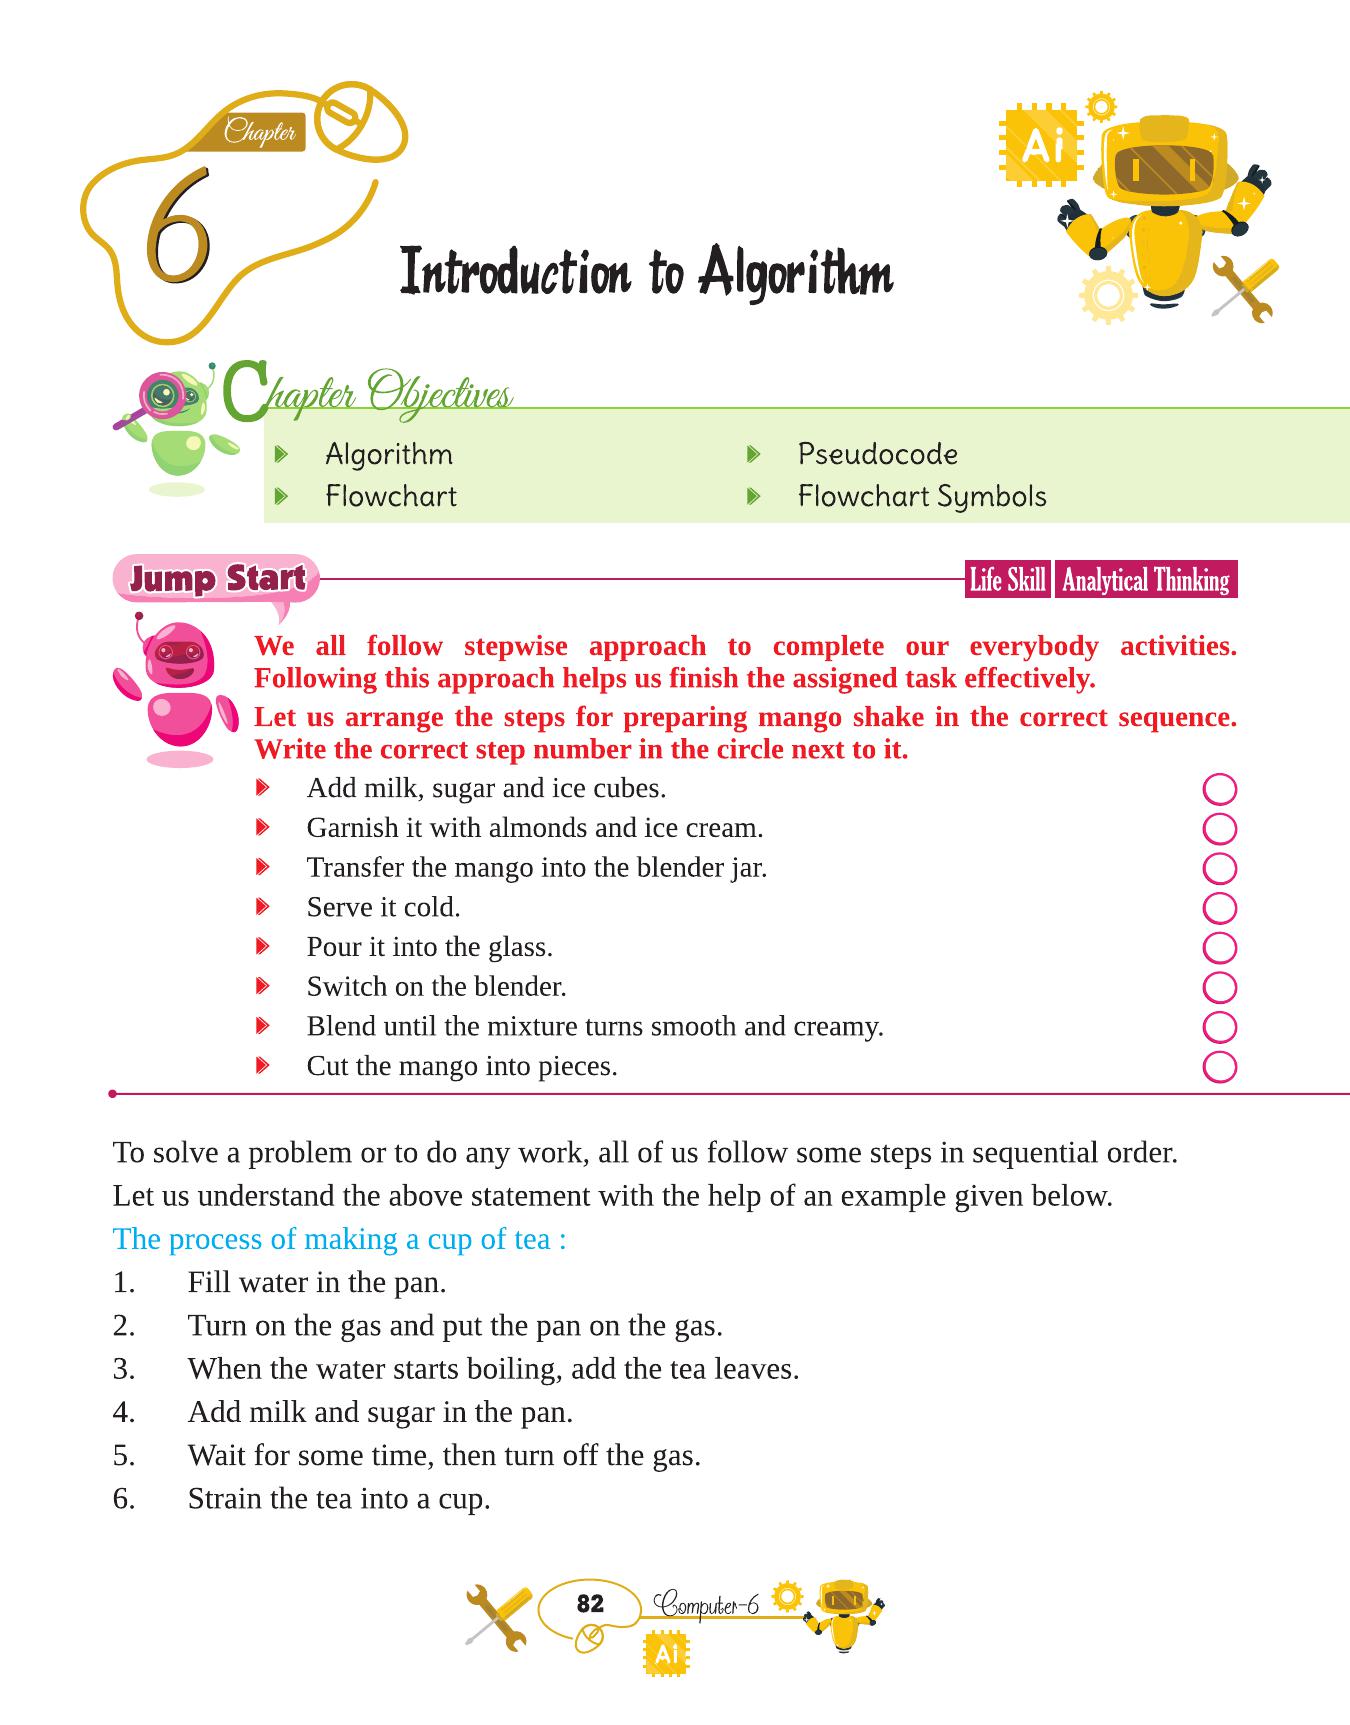 Chapter
6
Ai
Introduction to Algorithm
Chapter Objectives
Algorithm
Pseudocode
Flowchart
Flowchart Symbols
Jump Start
Life Skill
Analytical Thinking
We all follow stepwise approach to complete our everybody activities.
Following this approach helps us finish the assigned task effectively.
Let us arrange the steps for preparing mango shake in the correct sequence.
Write the correct step number in the circle next to it.
Add milk, sugar and ice cubes.
Garnish it with almonds and ice cream.
Transfer the mango into the blender jar.
Serve it cold.
Pour it into the glass.
Switch on the blender.
Blend until the mixture turns smooth and creamy.
Cut the mango into pieces.
To solve a problem or to do any work, all of us follow some steps in sequential order.
Let us understand the above statement with the help of an example given below.
The process of making a cup of tea :
1. Fill water in the pan.
2. Turn on the gas and put the pan on the gas.
3. When the water starts boiling, add the tea leaves.
4. Add milk and sugar in the pan.
5. Wait for some time, then turn off the gas.
6. Strain the tea into a cup.
82
Computer-6
Ai